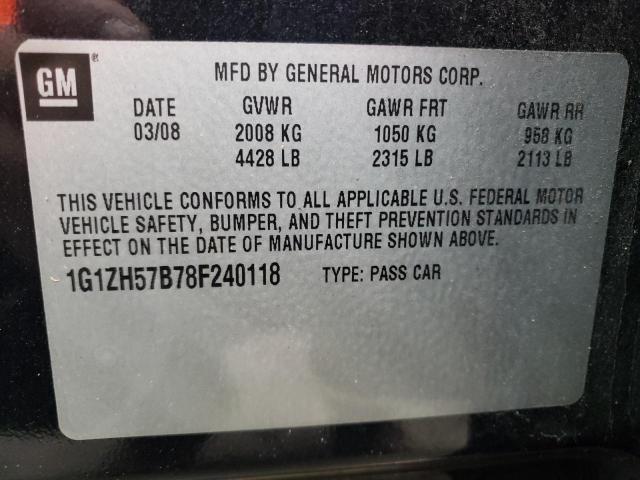 GM®
MFD BY GENERAL MOTORS CORP.
DATE GVWR GAWR FRT GAWR RR
03/08 2008 KG 1050 KG 958 KG
4428 LB 2315 LB 2113 LB
THIS VEHICLE CONFORMS TO ALL APPLICABLE U.S. FEDERAL MOTOR
VEHICLE SAFETY, BUMPER, AND THEFT PREVENTION STANDARDS IN
EFFECT ON THE DATE OF MANUFACTURE SHOWN ABOVE.
1G1ZH57B78F240118 TYPE: PASS CAR